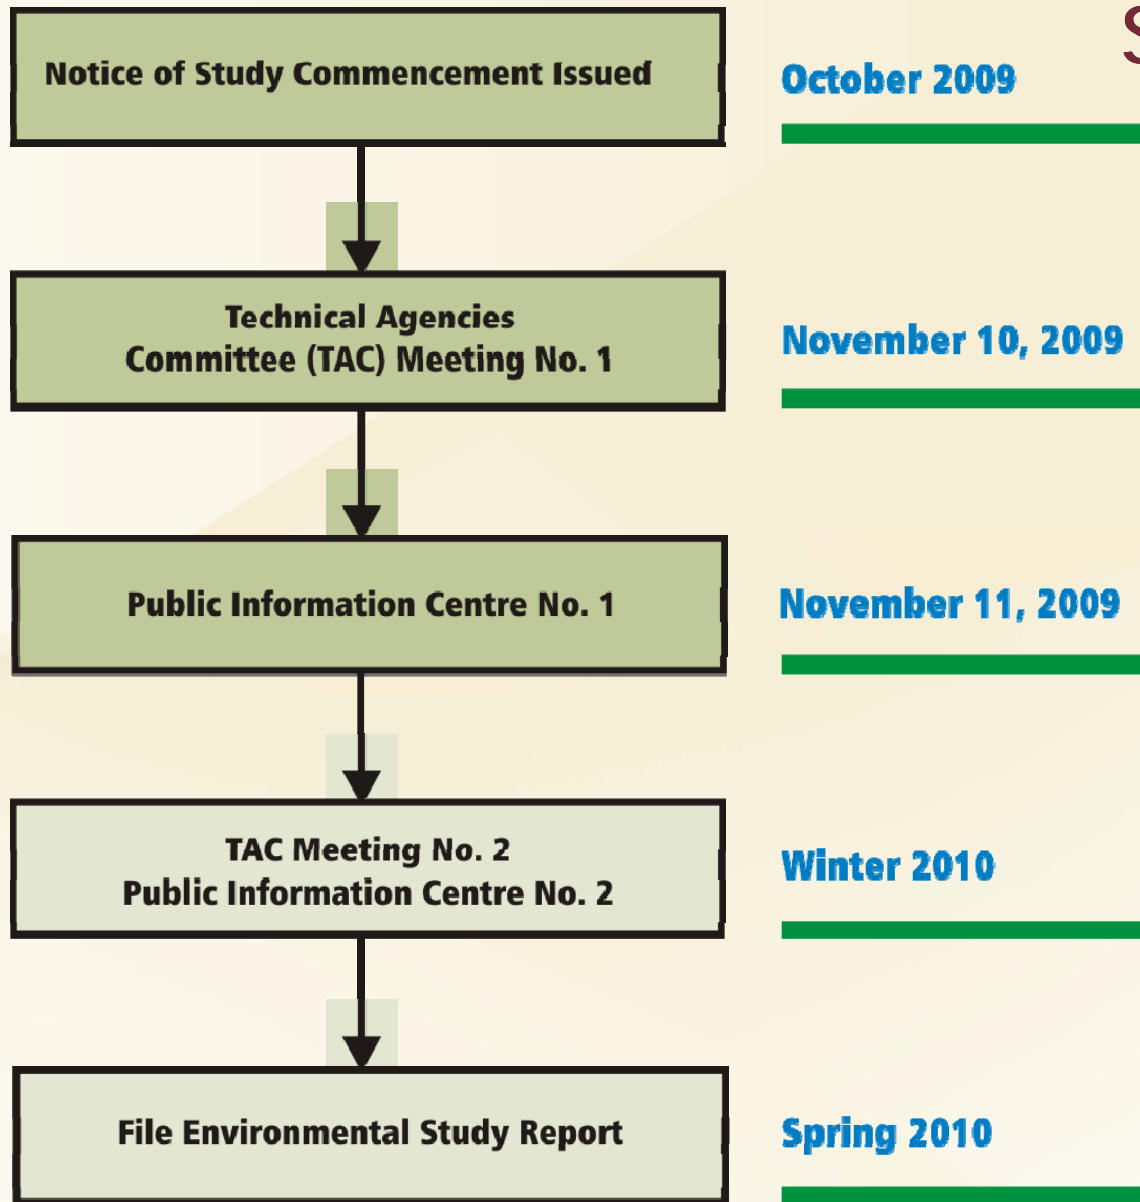 Notice of Study Commencement Issued
October 2009
Technical Agencies
Committee (TAC) Meeting No. 1
November 10, 2009
Public Information Centre No. 1
November 11, 2009
TAC Meeting No. 2
Public Information Centre No. 2
Winter 2010
File Environmental Study Report
Spring 2010